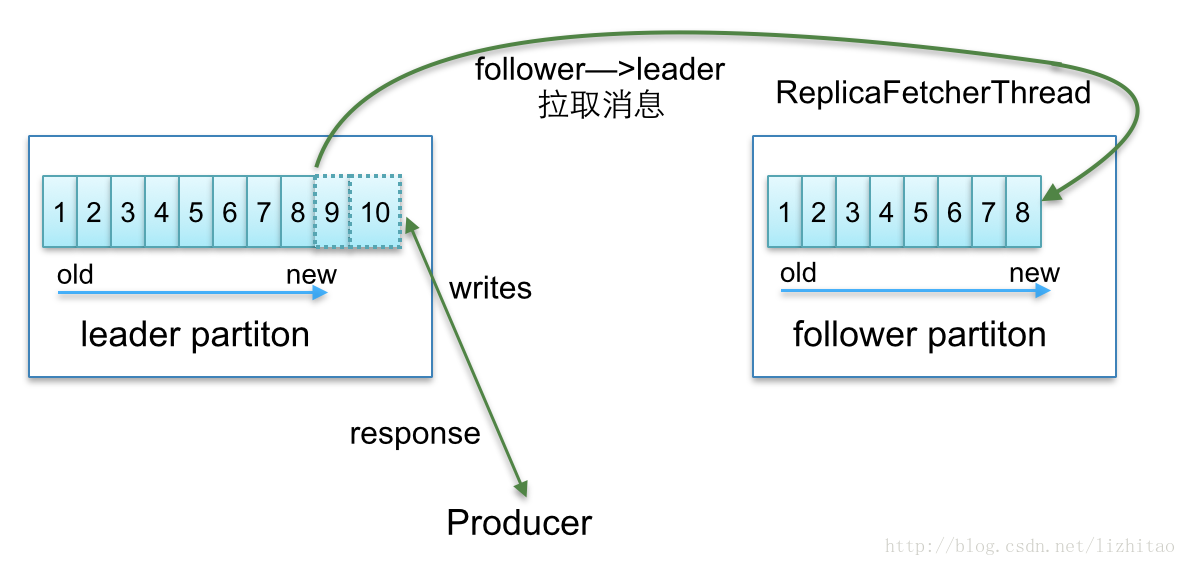 follower—>leader
拉取消息
ReplicaFetcherThread
1 2 3 4 5 6 7 8 9 10
old new
leader partiton
1 2 3 4 5 6 7 8
old new
follower partiton
writes
response
Producer
http://blog.csdn.net/lizhitao